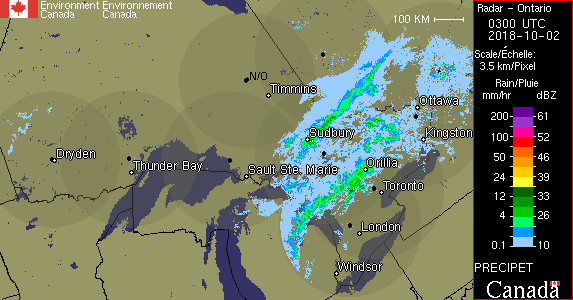 Environment Environnement
Canada Canada
100 KM
N/O
Timmins
Ottawa
Sudbury
Kingston
Dryden
Thunder Bay
Sault Ste. Marie
Orillia
Toronto
London
Windsor
Radar - Ontario
0300 UTC
2018-10-02
Scale/Échelle:
3.5 km/Pixel
Rain/Pluie
mm/hr dBZ
200 61
100 52
50 46
24 39
12 33
4 26
0.1 10
PRECIPET
Canada